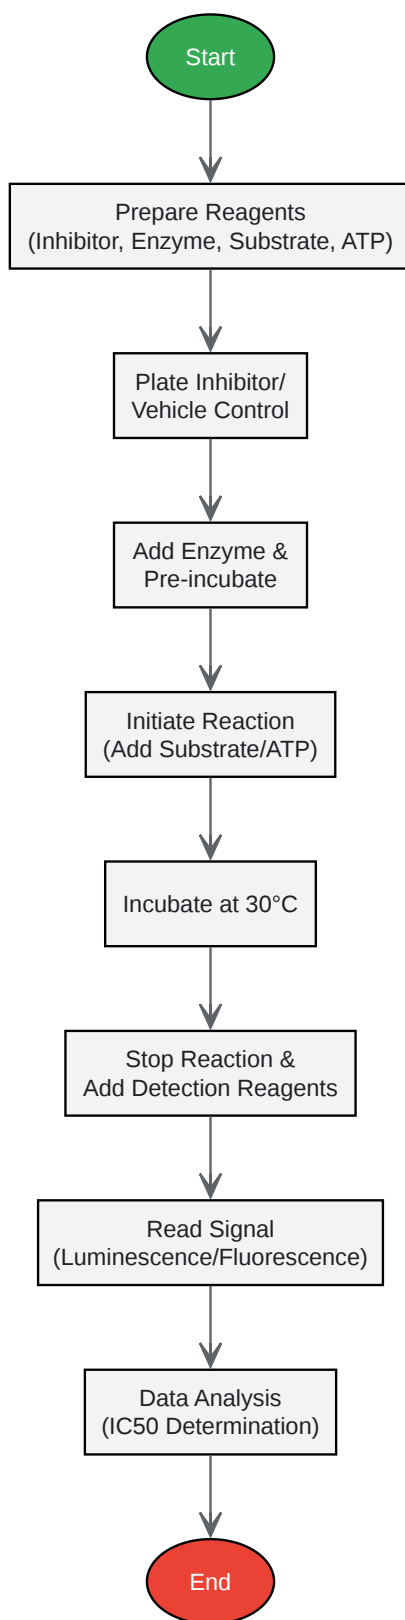 Start
Prepare Reagents
(Inhibitor, Enzyme, Substrate, ATP)
Plate Inhibitor/
Vehicle Control
Add Enzyme &
Pre-incubate
Initiate Reaction
(Add Substrate/ATP)
Incubate at 30°C
Stop Reaction &
Add Detection Reagents
Read Signal
(Luminescence/Fluorescence)
Data Analysis
(IC50 Determination)
End